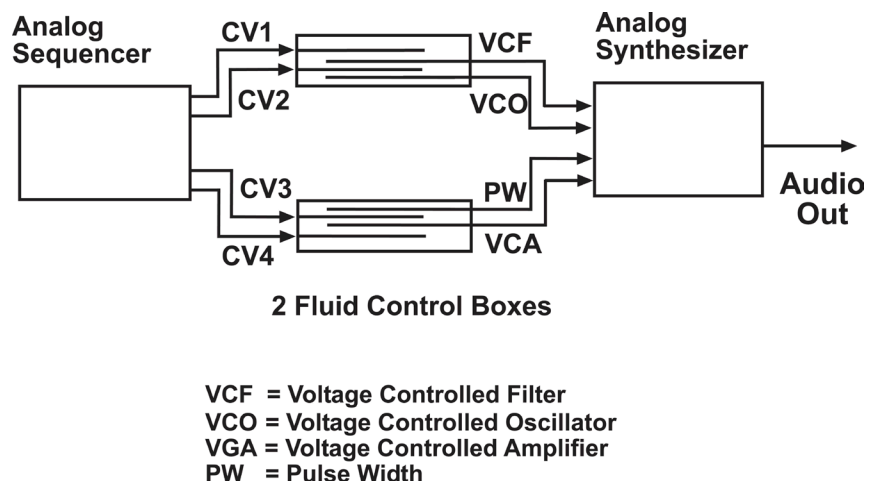 Analog
Sequencer
CV1
CV2
CV3
CV4
VCF
VCO
PW
VCA
Analog
Synthesizer
Audio
Out
2 Fluid Control Boxes
VCF = Voltage Controlled Filter
VCO = Voltage Controlled Oscillator
VGA = Voltage Controlled Amplifier
PW = Pulse Width